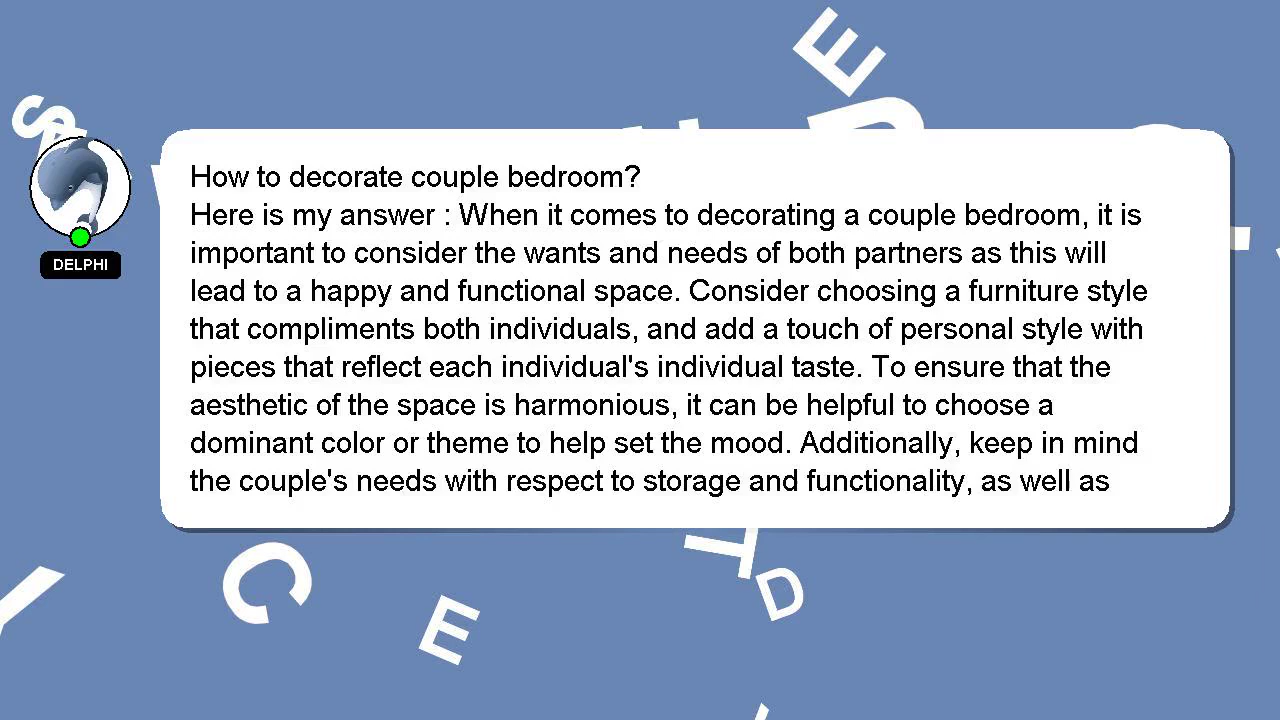 How to decorate couple bedroom?
Here is my answer : When it comes to decorating a couple bedroom, it is
important to consider the wants and needs of both partners as this will
lead to a happy and functional space. Consider choosing a furniture style
that compliments both individuals, and add a touch of personal style with
pieces that reflect each individual's individual taste. To ensure that the
aesthetic of the space is harmonious, it can be helpful to choose a
dominant color or theme to help set the mood. Additionally, keep in mind
the couple's needs with respect to storage and functionality, as well as
DELPHI
E
S
C
E
T
D